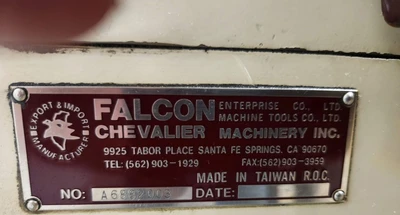 EXPORT & IMPORT
MANUFACTURER
FALCON ENTERPRISE CO., LTD.
MACHINE TOOLS CO., LTD.
CHEVALIER MACHINERY INC.
9925 TABOR PLACE SANTA FE SPRINGS, CA 90670
TEL: (562)903-1929 FAX:(562)903-3959
MADE IN TAIWAN R.O.C.
NO: DATE: